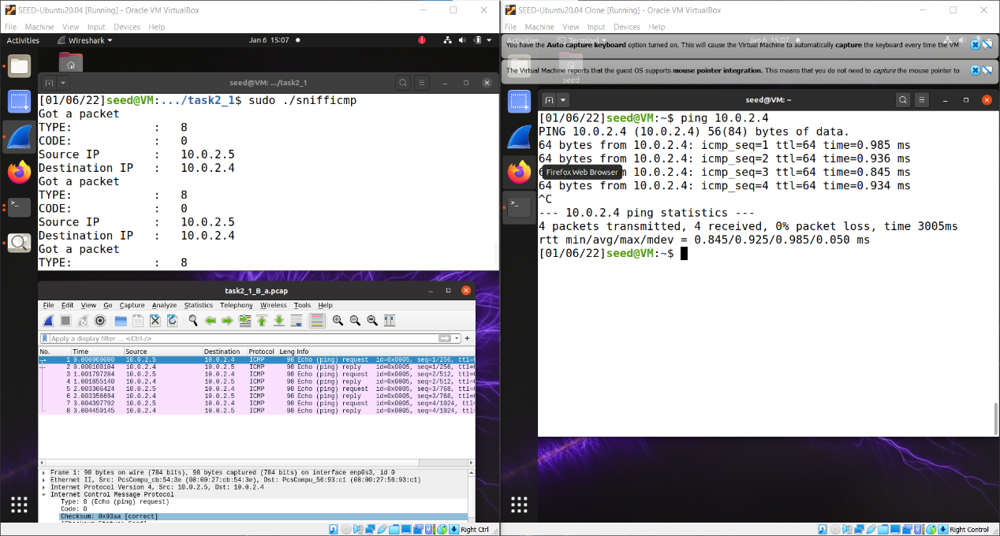 SEED-Ubuntu20.04 [Running] - Oracle VM VirtualBox
File Machine View Input Devices Help
Activities Wireshark Jan 6 15:07
seed@VM: .../task2_1
[01/06/22]seed@VM:.../task2_1$ sudo ./snifficmp
Got a packet
TYPE: : 8
CODE: : 0
Source IP : 10.0.2.5
Destination IP : 10.0.2.4
Got a packet
TYPE: : 8
CODE: : 0
Source IP : 10.0.2.5
Destination IP : 10.0.2.4
Got a packet
TYPE: : 8
task2_1_B_a.pcap
File Edit View Go Capture Analyze Statistics Telephony Wireless Tools Help
Apply a display filter ... <Ctrl-/>
No. Time Source Destination Protocol Leng Info
1 0.000000000 10.0.2.5 10.0.2.4 ICMP 98 Echo (ping) request id=0x0005, seq=1/256, ttl=
2 0.000108104 10.0.2.4 10.0.2.5 ICMP 98 Echo (ping) reply id=0x0005, seq=1/256, ttl=
3 1.001797284 10.0.2.5 10.0.2.4 ICMP 98 Echo (ping) request id=0x0005, seq=2/512, ttl=
4 1.001855140 10.0.2.4 10.0.2.5 ICMP 98 Echo (ping) reply id=0x0005, seq=2/512, ttl=
5 2.003306424 10.0.2.5 10.0.2.4 ICMP 98 Echo (ping) request id=0x0005, seq=3/768, ttl=
6 2.003356694 10.0.2.4 10.0.2.5 ICMP 98 Echo (ping) reply id=0x0005, seq=3/768, ttl=
7 3.004397792 10.0.2.5 10.0.2.4 ICMP 98 Echo (ping) request id=0x0005, seq=4/1024, tt
8 3.004459145 10.0.2.4 10.0.2.5 ICMP 98 Echo (ping) reply id=0x0005, seq=4/1024, tt
Frame 1: 98 bytes on wire (784 bits), 98 bytes captured (784 bits) on interface enp0s3, id 0
Ethernet II, Src: PcsCompu_cb:54:3e (08:00:27:cb:54:3e), Dst: PcsCompu_56:93:c1 (08:00:27:56:93:c1)
Internet Protocol Version 4, Src: 10.0.2.5, Dst: 10.0.2.4
Internet Control Message Protocol
Type: 8 (Echo (ping) request)
Code: 0
Checksum: 0x93aa [correct]
[Checksum Status: Good]
Right Ctrl
SEED-Ubuntu20.04 Clone [Running] - Oracle VM VirtualBox
File Machine View Input Devices Help
Activities Terminal Jan 6 15:07
You have the Auto capture keyboard option turned on. This will cause the Virtual Machine to automatically capture the keyboard every time the VM
The Virtual Machine reports that the guest OS supports mouse pointer integration. This means that you do not need to capture the mouse pointer to
seed
seed@VM: ~
[01/06/22]seed@VM:~$ ping 10.0.2.4
PING 10.0.2.4 (10.0.2.4) 56(84) bytes of data.
64 bytes from 10.0.2.4: icmp_seq=1 ttl=64 time=0.985 ms
64 bytes from 10.0.2.4: icmp_seq=2 ttl=64 time=0.936 ms
Firefox Web Browser 10.0.2.4: icmp_seq=3 ttl=64 time=0.845 ms
64 bytes from 10.0.2.4: icmp_seq=4 ttl=64 time=0.934 ms
^C
--- 10.0.2.4 ping statistics ---
4 packets transmitted, 4 received, 0% packet loss, time 3005ms
rtt min/avg/max/mdev = 0.845/0.925/0.985/0.050 ms
[01/06/22]seed@VM:~$
Right Control